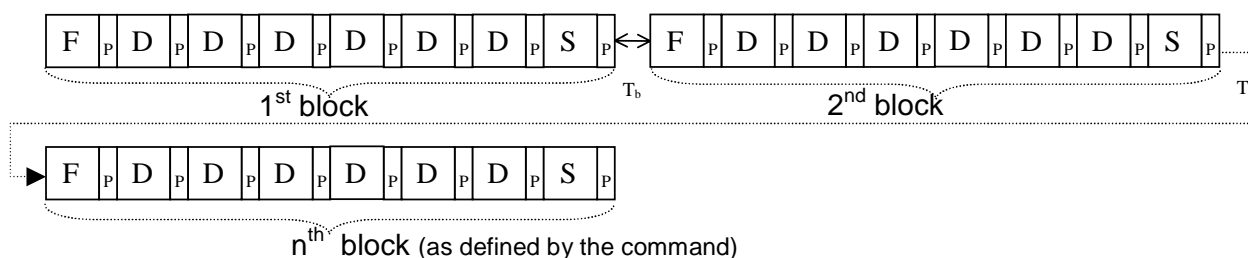 F P D P D P D P D P D P D P S P F P D P D P D P D P D P D P S P
T_b T
1st block 2nd block
F P D P D P D P D P D P D P S P
nth block (as defined by the command)